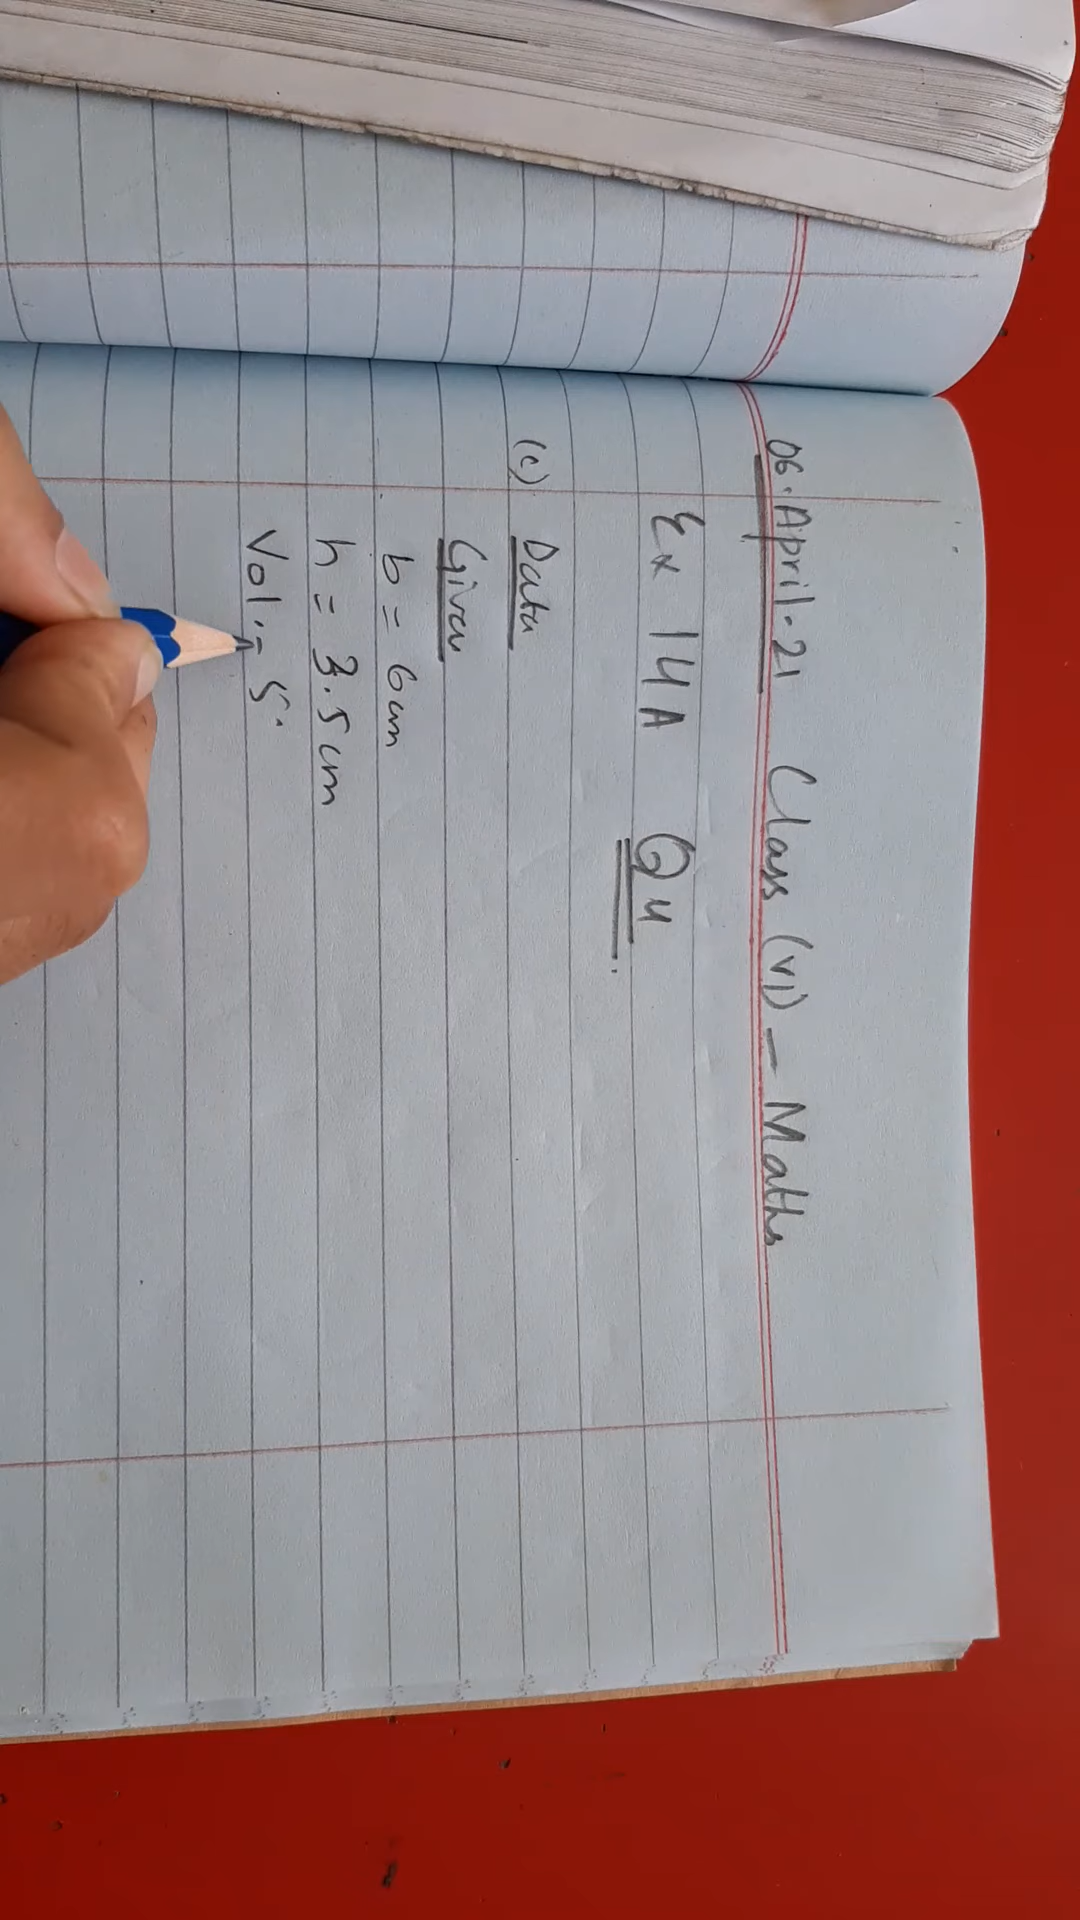 06.April.21 Class (VI) - Maths
Ex 14A Q4.
(c) Data
Given
b = 6cm
h = 3.5cm
Vol. = 5.